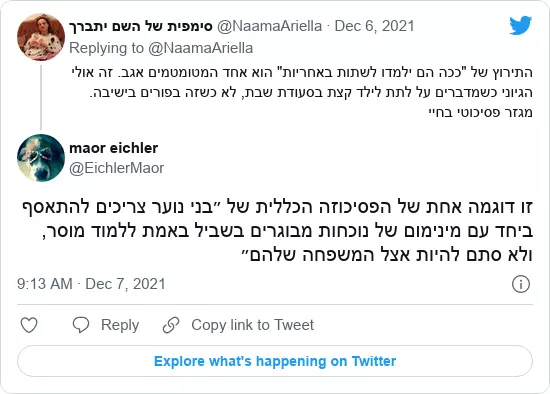 סימפית של השם יתברך @NaamaAriella · Dec 6, 2021
Replying to @NaamaAriella
התירוץ של "ככה הם ילמדו לשתות באחריות" הוא אחד המטומטמים אגב. זה אולי
הגיוני כשמדברים על לתת לילד קצת בסעודת שבת, לא כשזה בפורים בישיבה.
מגזר פסיכוטי בחיי
maor eichler
@EichlerMaor
זו דוגמה אחת של הפסיכוזה הכללית של ״בני נוער צריכים להתאסף
ביחד עם מינימום של נוכחות מבוגרים בשביל באמת ללמוד מוסר,
ולא סתם להיות אצל המשפחה שלהם״
9:13 AM · Dec 7, 2021
Reply
Copy link to Tweet
Explore what's happening on Twitter